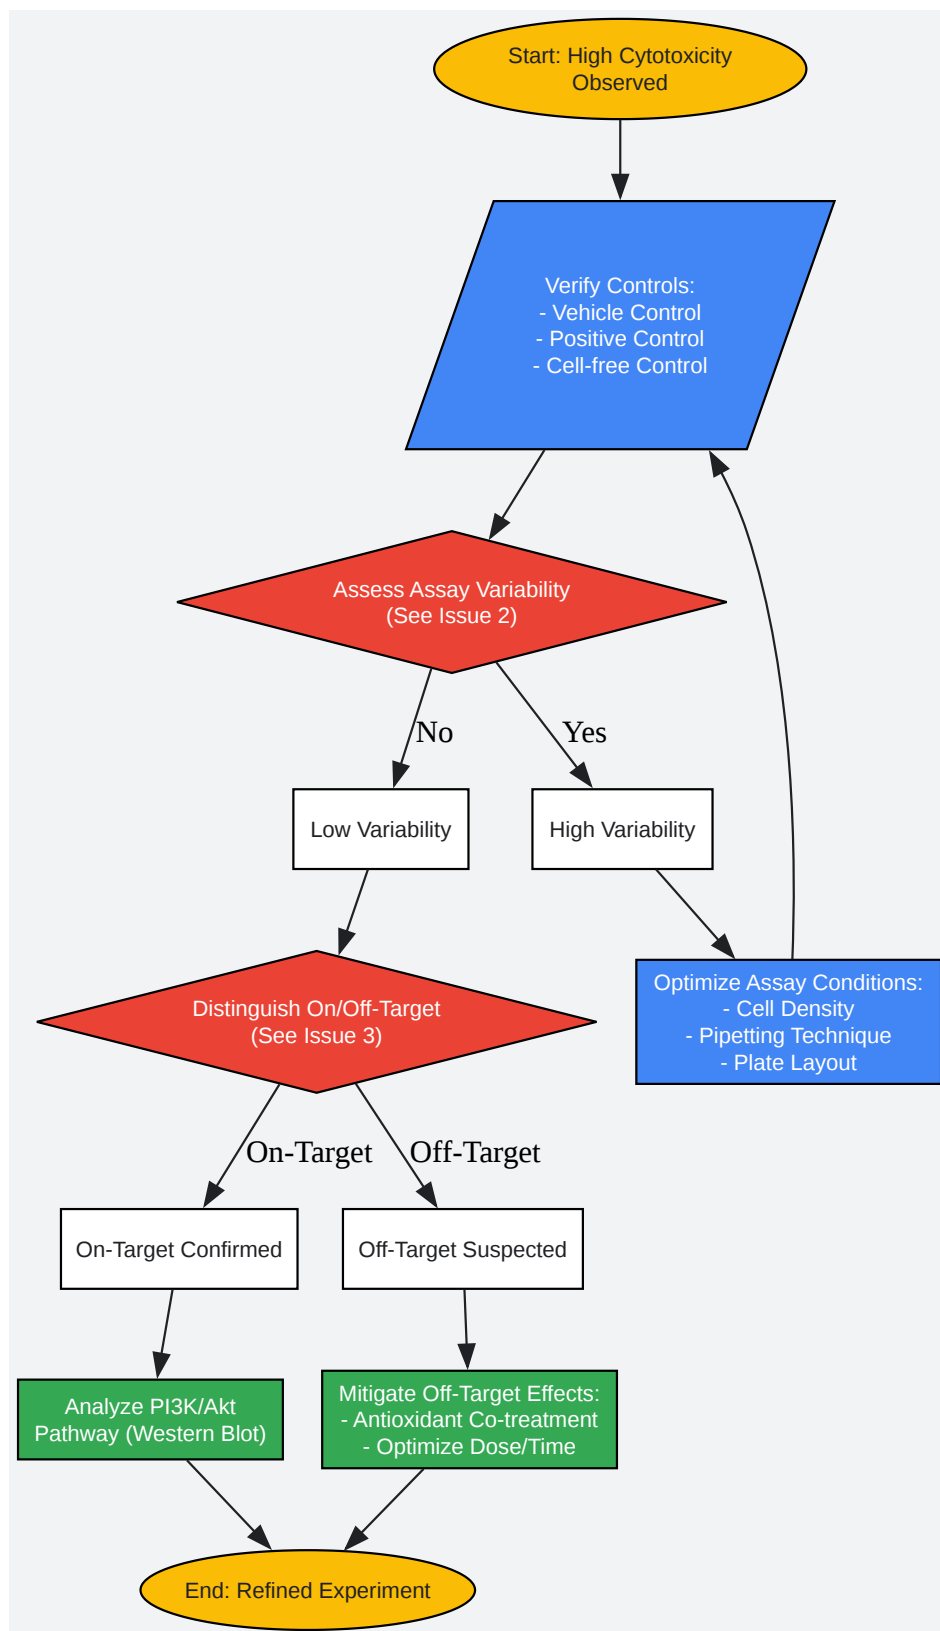 Start: High Cytotoxicity
Observed
Verify Controls:
- Vehicle Control
- Positive Control
- Cell-free Control
Assess Assay Variability
(See Issue 2)
No
Yes
Low Variability
High Variability
Distinguish On/Off-Target
(See Issue 3)
Optimize Assay Conditions:
- Cell Density
- Pipetting Technique
- Plate Layout
On-Target
Off-Target
On-Target Confirmed
Off-Target Suspected
Analyze PI3K/Akt
Pathway (Western Blot)
Mitigate Off-Target Effects:
- Antioxidant Co-treatment
- Optimize Dose/Time
End: Refined Experiment